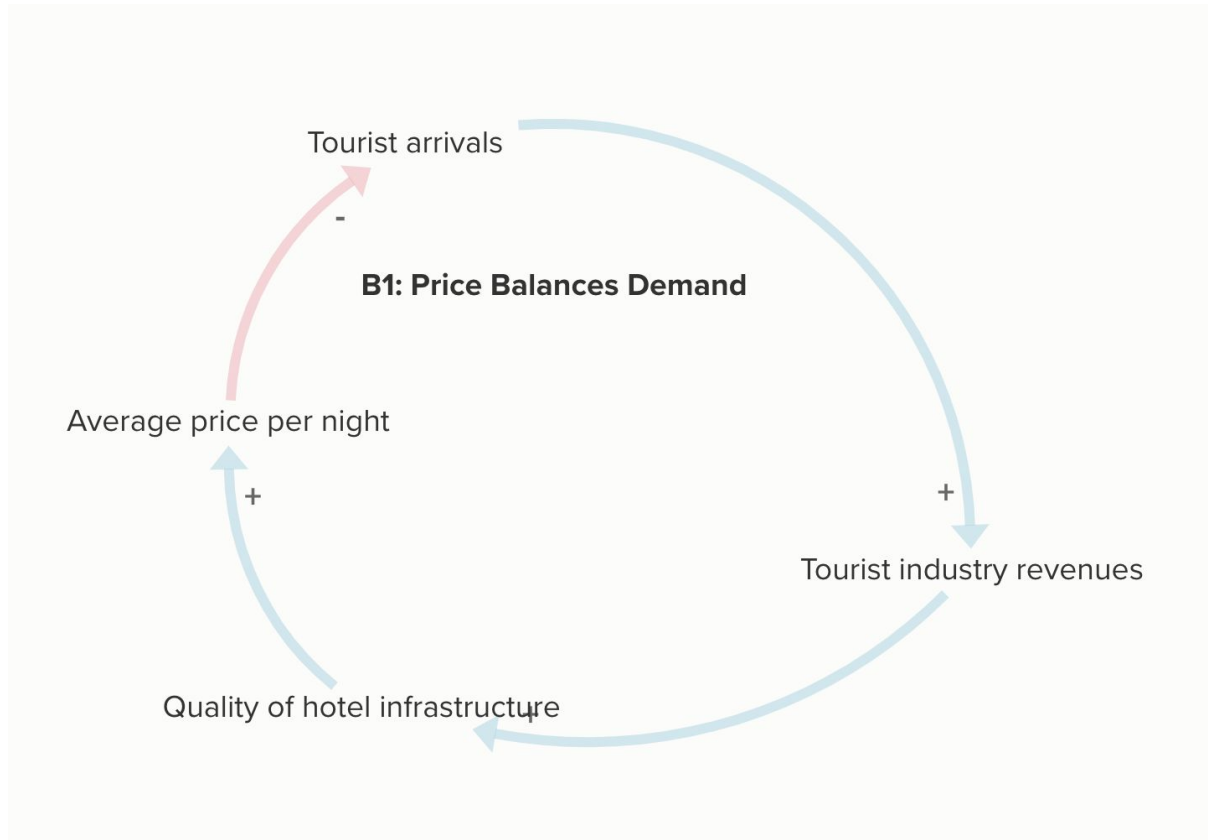 Tourist arrivals
-
B1: Price Balances Demand
Average price per night
+
+
Tourist industry revenues
Quality of hotel infrastructure
+